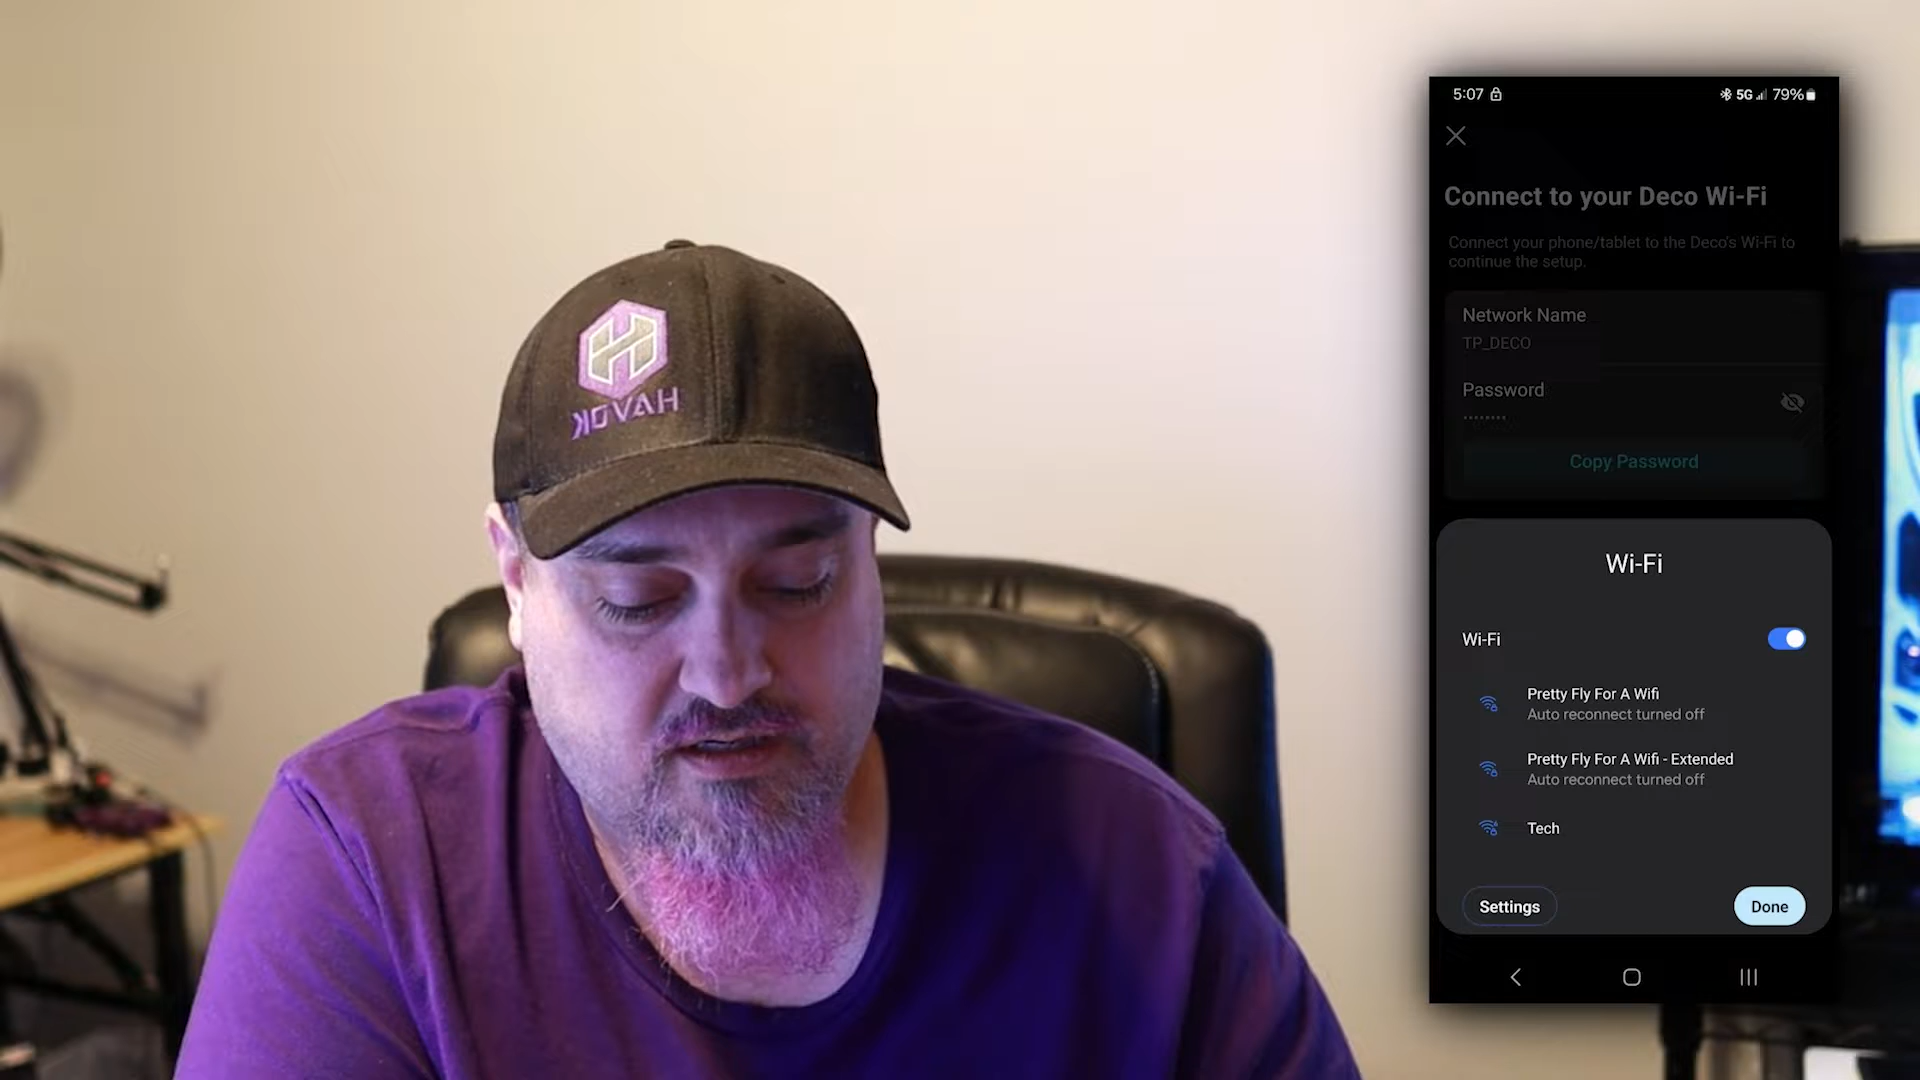 HAVOK
5:07
5G 79%
Connect to your Deco Wi-Fi
Connect your phone/tablet to the Deco's Wi-Fi to
continue the setup.
Network Name
TP_DECO
Password
........
Copy Password
Wi-Fi
Wi-Fi
Pretty Fly For A Wifi
Auto reconnect turned off
Pretty Fly For A Wifi - Extended
Auto reconnect turned off
Tech
Settings
Done